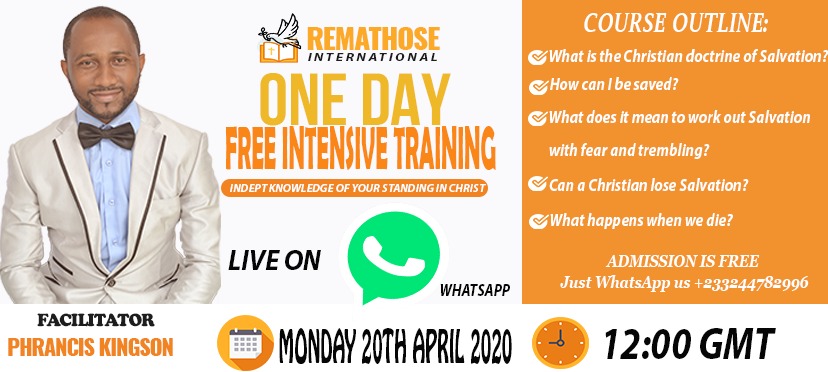 REMATHOSE
INTERNATIONAL
ONE DAY
FREE INTENSIVE TRAINING
INDEPT KNOWLEDGE OF YOUR STANDING IN CHRIST
LIVE ON
WHATSAPP
FACILITATOR
PHRANCIS KINGSON
MONDAY 20TH APRIL 2020
12:00 GMT
COURSE OUTLINE:
What is the Christian doctrine of Salvation?
How can I be saved?
What does it mean to work out Salvation
with fear and trembling?
Can a Christian lose Salvation?
What happens when we die?
ADMISSION IS FREE
Just WhatsApp us +233244782996